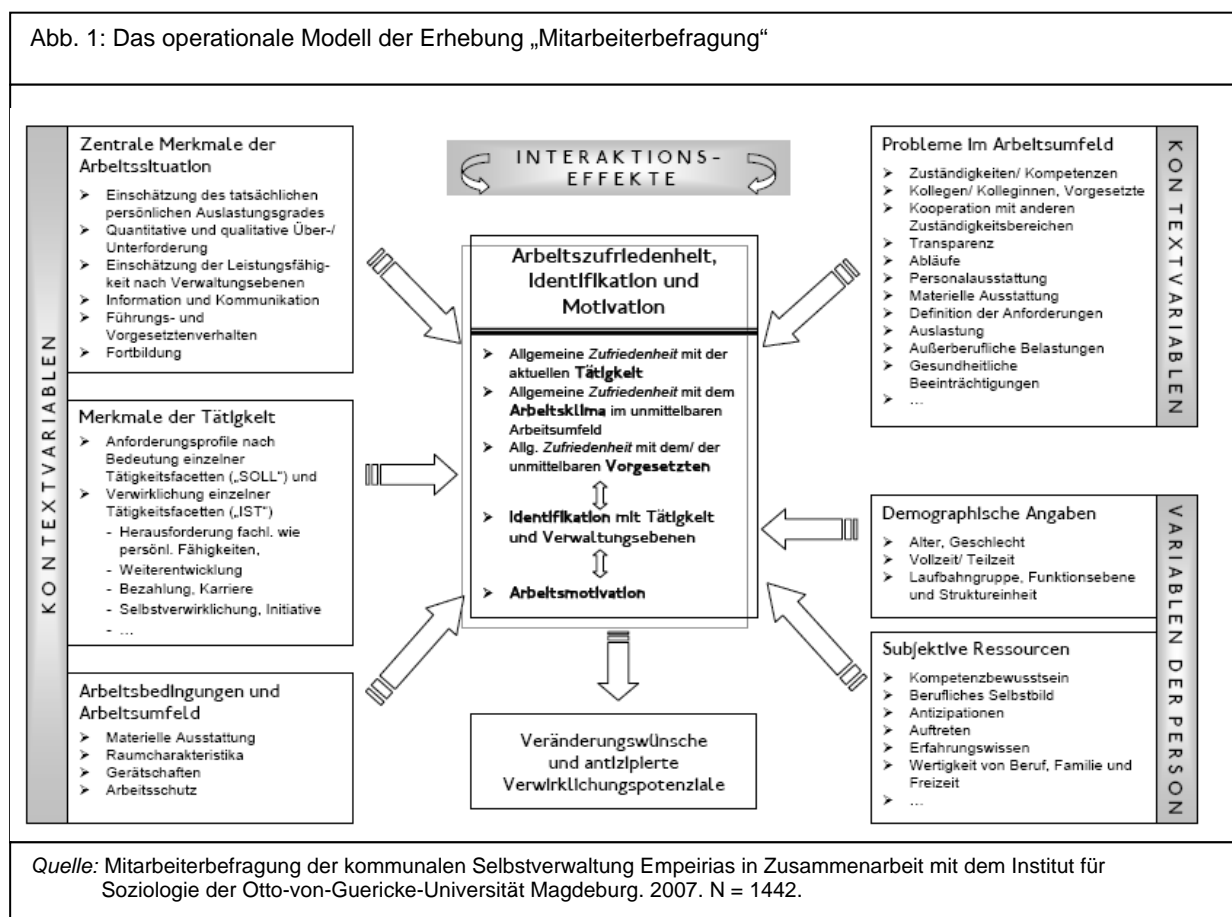 Abb. 1: Das operationale Modell der Erhebung „Mitarbeiterbefragung“
KONTEXTVARIABLEN
Zentrale Merkmale der
Arbeitssituation
➢ Einschätzung des tatsächlichen
persönlichen Auslastungsgrades
➢ Quantitative und qualitative Über-/
Unterforderung
➢ Einschätzung der Leistungsfähig-
keit nach Verwaltungsebenen
➢ Information und Kommunikation
➢ Führungs- und
Vorgesetztenverhalten
➢ Fortbildung
Merkmale der Tätigkeit
➢ Anforderungsprofile nach
Bedeutung einzelner
Tätigkeitsfacetten („SOLL“) und
➢ Verwirklichung einzelner
Tätigkeitsfacetten („IST“)
- Herausforderung fachl. wie
persönl. Fähigkeiten,
- Weiterentwicklung
- Bezahlung, Karriere
- Selbstverwirklichung, Initiative
- ...
Arbeitsbedingungen und
Arbeitsumfeld
➢ Materielle Ausstattung
➢ Raumcharakteristika
➢ Gerätschaften
➢ Arbeitsschutz
INTERAKTIONS-
EFFEKTE
Arbeitszufriedenheit,
Identifikation und
Motivation
➢ Allgemeine Zufriedenheit mit der
aktuellen Tätigkeit
➢ Allgemeine Zufriedenheit mit dem
Arbeitsklima im unmittelbaren
Arbeitsumfeld
➢ Allg. Zufriedenheit mit dem/ der
unmittelbaren Vorgesetzten
➢ Identifikation mit Tätigkeit
und Verwaltungsebenen
➢ Arbeitsmotivation
Veränderungswünsche
und antizipierte
Verwirklichungspotenziale
Probleme im Arbeitsumfeld
➢ Zuständigkeiten/ Kompetenzen
➢ Kollegen/ Kolleginnen, Vorgesetzte
➢ Kooperation mit anderen
Zuständigkeitsbereichen
➢ Transparenz
➢ Abläufe
➢ Personalausstattung
➢ Materielle Ausstattung
➢ Definition der Anforderungen
➢ Auslastung
➢ Außerberufliche Belastungen
➢ Gesundheitliche
Beeinträchtigungen
➢ ...
KONTEXTVARIABLEN
Demographische Angaben
➢ Alter, Geschlecht
➢ Vollzeit/ Teilzeit
➢ Laufbahngruppe, Funktionsebene
und Struktureinheit
Subjektive Ressourcen
➢ Kompetenzbewusstsein
➢ Berufliches Selbstbild
➢ Antizipationen
➢ Auftreten
➢ Erfahrungswissen
➢ Wertigkeit von Beruf, Familie und
Freizeit
➢ ...
VARIABLEN DER PERSON
Quelle: Mitarbeiterbefragung der kommunalen Selbstverwaltung Empeirias in Zusammenarbeit mit dem Institut für
Soziologie der Otto-von-Guericke-Universität Magdeburg. 2007. N = 1442.